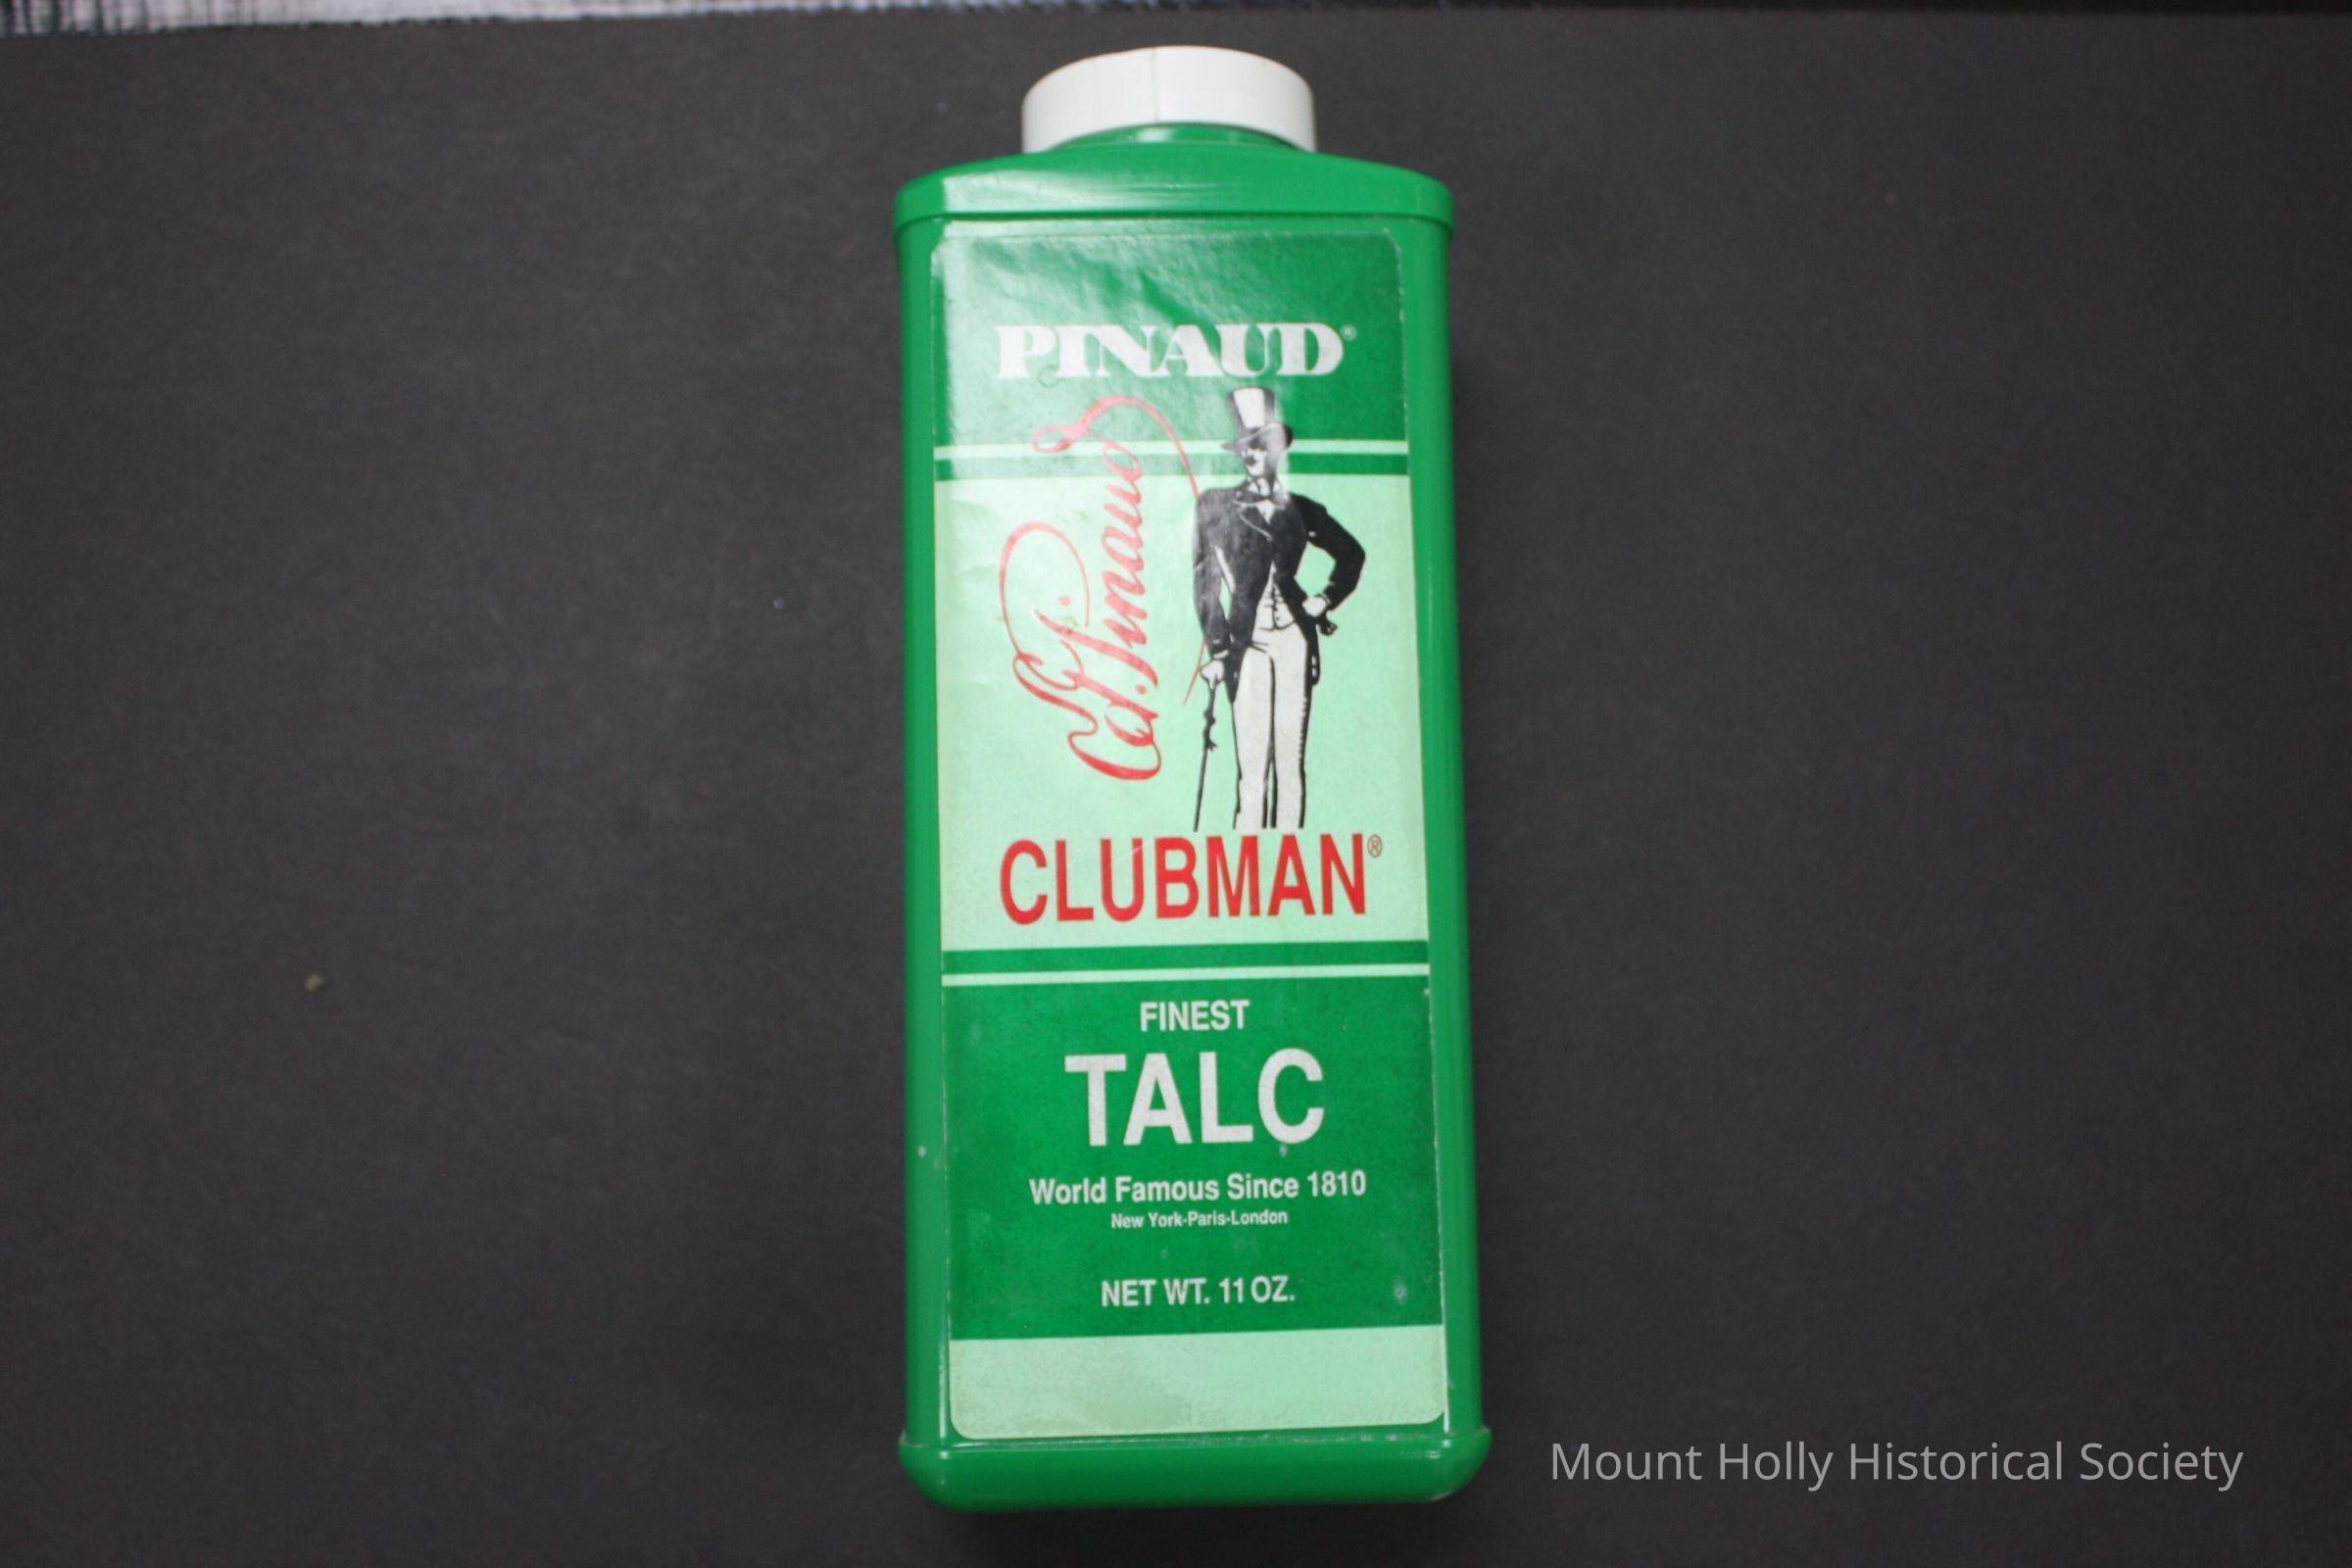 PINAUD®
Ed. Pinaud
CLUBMAN®
FINEST
TALC
World Famous Since 1810
New York-Paris-London
NET WT. 11 OZ.
Mount Holly Historical Society